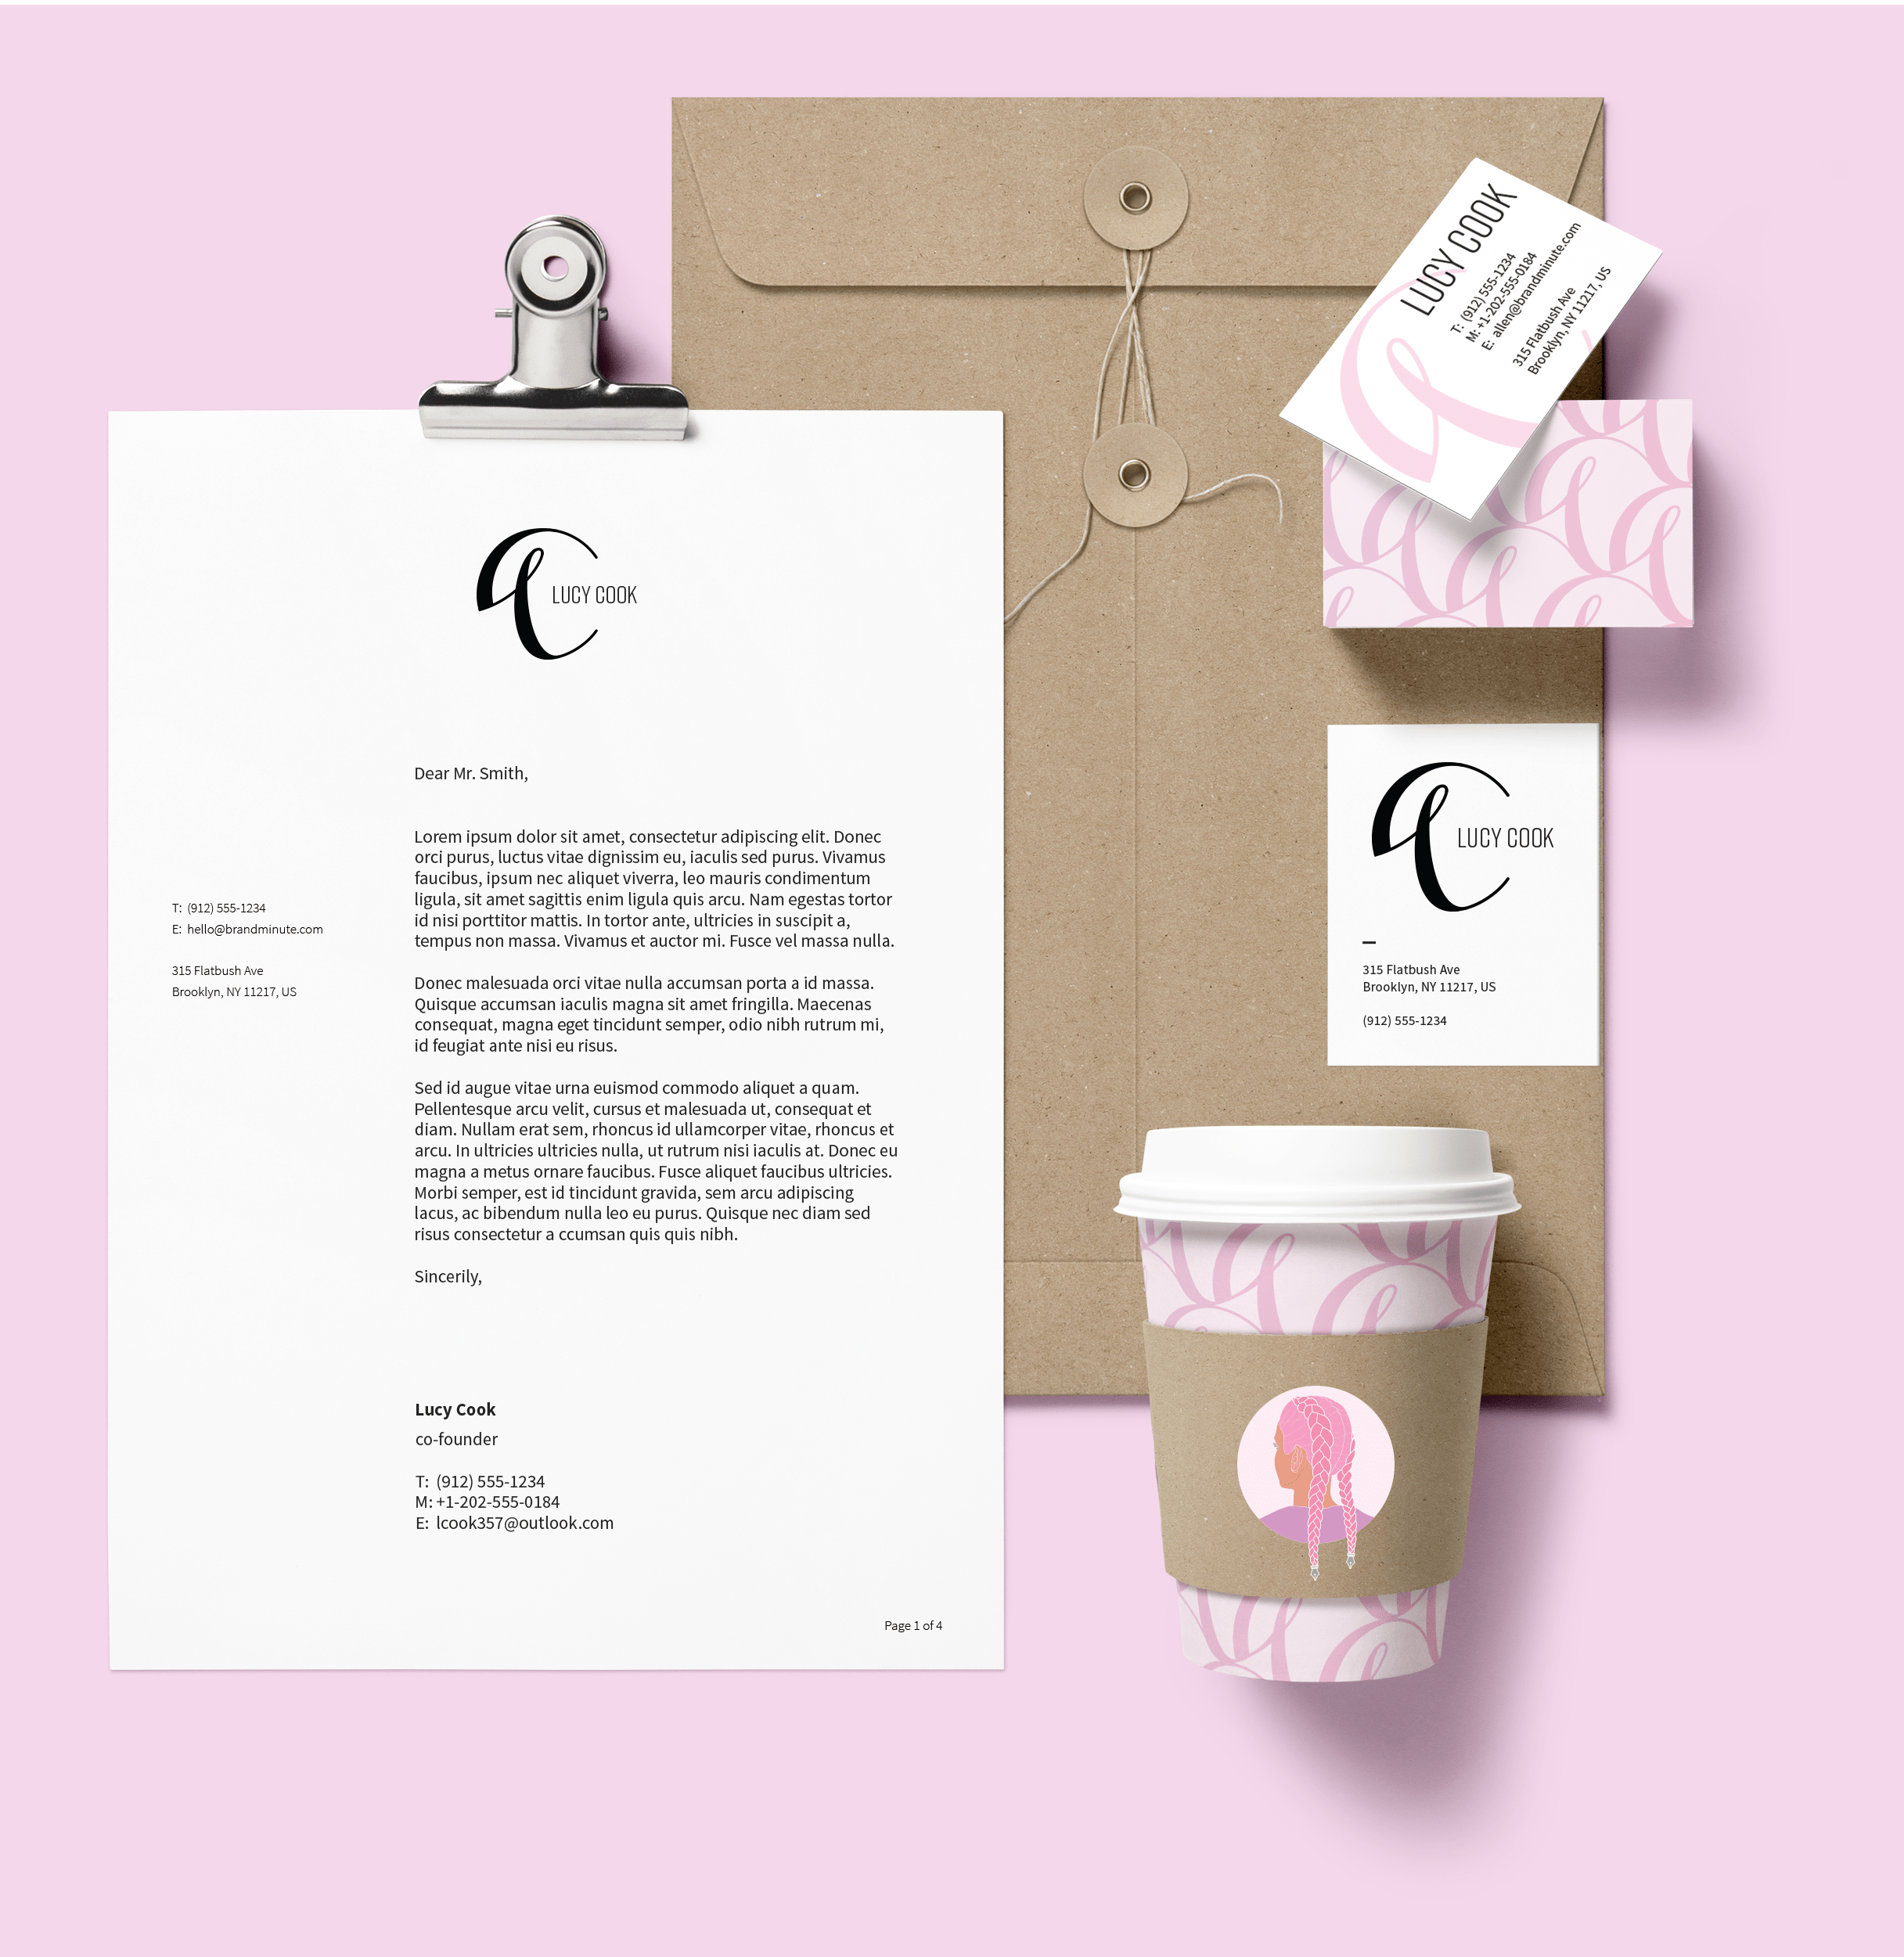 LUCY COOK
Dear Mr. Smith,
Lorem ipsum dolor sit amet, consectetur adipiscing elit. Donec
orci purus, luctus vitae dignissim eu, iaculis sed purus. Vivamus
faucibus, ipsum nec aliquet viverra, leo mauris condimentum
ligula, sit amet sagittis enim ligula quis arcu. Nam egestas tortor
id nisi porttitor mattis. In tortor ante, ultricies in suscipit a,
tempus non massa. Vivamus et auctor mi. Fusce vel massa nulla.
Donec malesuada orci vitae nulla accumsan porta a id massa.
Quisque accumsan iaculis magna sit amet fringilla. Maecenas
consequat, magna eget tincidunt semper, odio nibh rutrum mi,
id feugiat ante nisi eu risus.
Sed id augue vitae urna euismod commodo aliquet a quam.
Pellentesque arcu velit, cursus et malesuada ut, consequat et
diam. Nullam erat sem, rhoncus id ullamcorper vitae, rhoncus et
arcu. In ultricies ultricies nulla, ut rutrum nisi iaculis at. Donec eu
magna a metus ornare faucibus. Fusce aliquet faucibus ultricies.
Morbi semper, est id tincidunt gravida, sem arcu adipiscing
lacus, ac bibendum nulla leo eu purus. Quisque nec diam sed
risus consectetur a ccumsan quis quis nibh.
Sincerily,
Lucy Cook
co-founder
T: (912) 555-1234
M: +1-202-555-0184
E: lcook357@outlook.com
Page 1 of 4
T: (912) 555-1234
E: hello@brandminute.com
315 Flatbush Ave
Brooklyn, NY 11217, US
LUCY COOK
T: (912) 555-1234
M: +1-202-555-0184
E: allen@brandminute.com
315 Flatbush Ave
Brooklyn, NY 11217, US
LUCY COOK
315 Flatbush Ave
Brooklyn, NY 11217, US
(912) 555-1234